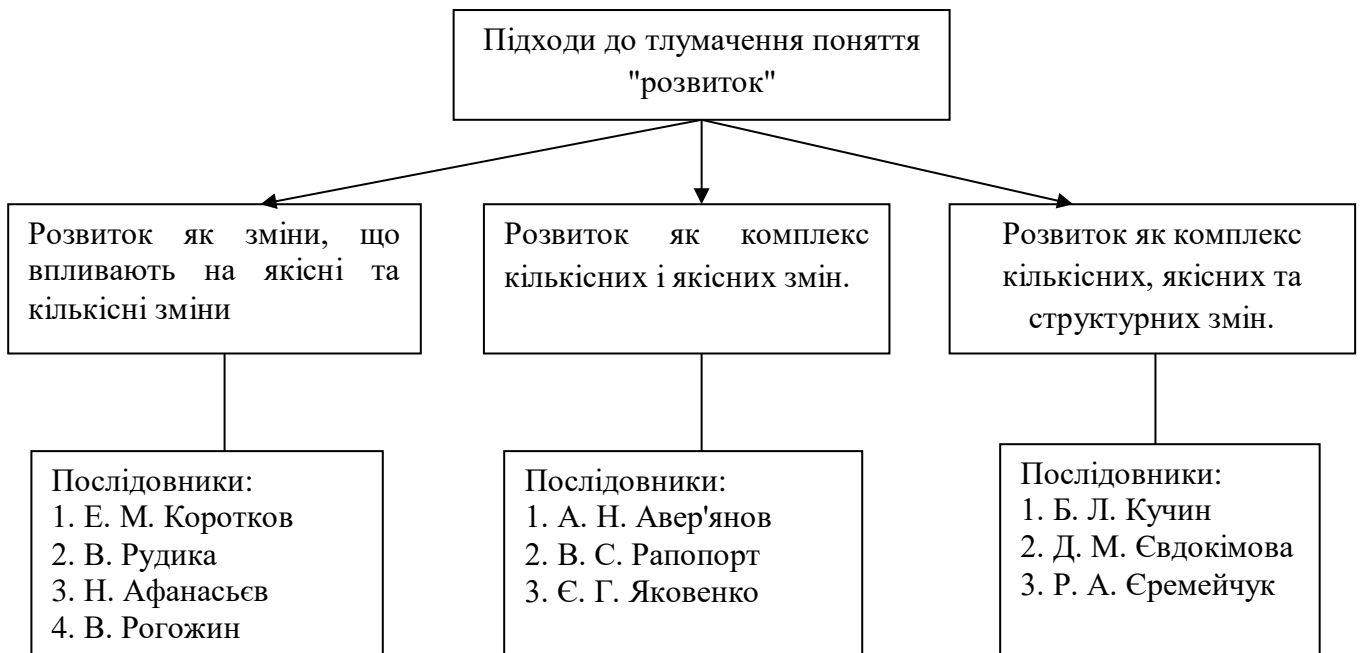 Підходи до тлумачення поняття
"розвиток"
Розвиток як зміни, що
впливають на якісні та
кількісні зміни
Розвиток як комплекс
кількісних і якісних змін.
Розвиток як комплекс
кількісних, якісних та
структурних змін.
Послідовники:
1. Е. М. Коротков
2. В. Рудика
3. Н. Афанасьєв
4. В. Рогожин
Послідовники:
1. А. Н. Авер'янов
2. В. С. Рапопорт
3. Є. Г. Яковенко
Послідовники:
1. Б. Л. Кучин
2. Д. М. Євдокімова
3. Р. А. Єремейчук